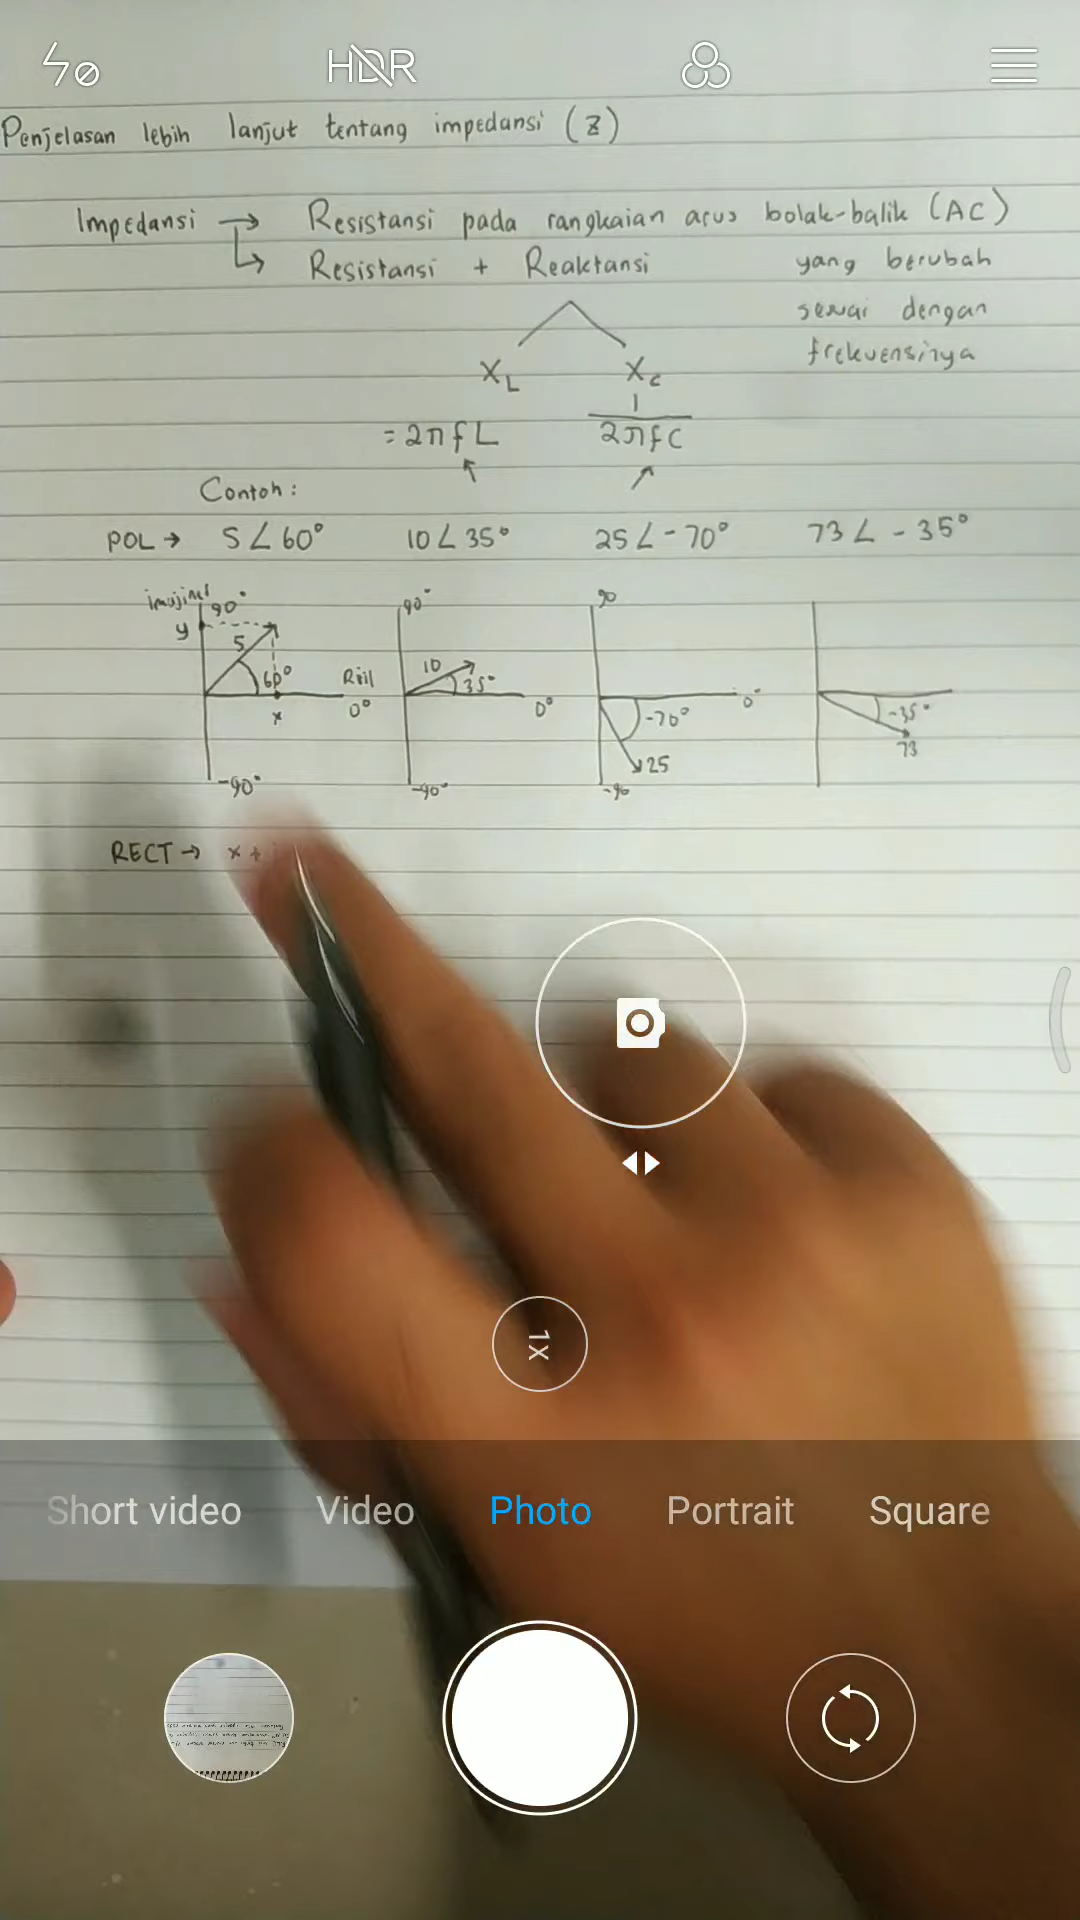 HDR
Penjelasan lebih lanjut tentang impedansi (Z)
Impedansi → Resistansi pada rangkaian arus bolak-balik (AC)
↳ Resistansi + Reaktansi yang berubah
sesuai dengan
frekuensinya
XL Xc
= 2πfL 1/2πfC
Contoh:
POL → 5∠60° 10∠35° 25∠-70° 73∠-35°
imajiner 90° 90° 90
y 5 60° Riil 0° x -90°
10 35° 0° -90°
-70° 0° 25 -90
-35° 73
RECT → x +
1X
Short video Video Photo Portrait Square